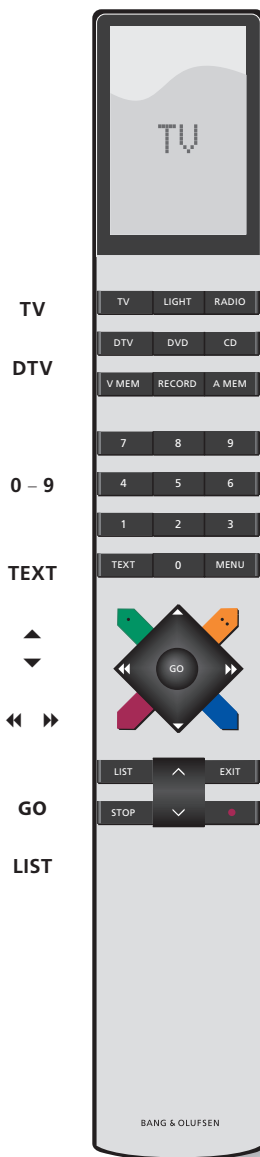 TV
TV
TV LIGHT RADIO
DTV
DTV DVD CD
V MEM RECORD A MEM
7 8 9
0 – 9
4 5 6
1 2 3
TEXT
TEXT 0 MENU
GO
LIST EXIT
GO
STOP
LIST
BANG & OLUFSEN